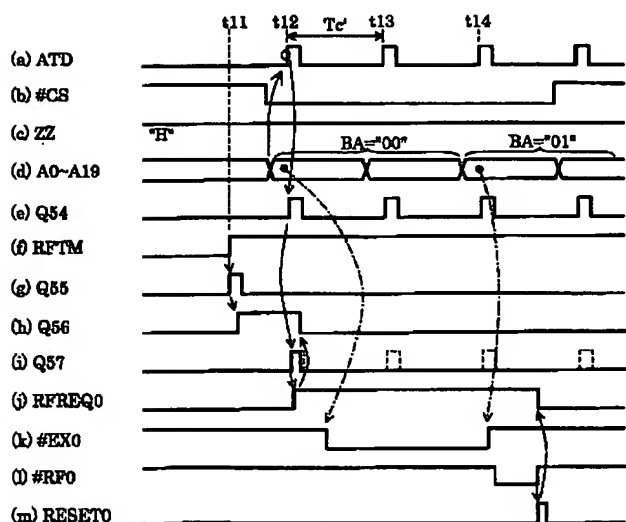 t11 t12 Tc' t13 t14
(a) ATD
(b) #CS
(c) ZZ "H"
BA="00" BA="01"
(d) A0~A19
(e) Q54
(f) RFTM
(g) Q55
(h) Q56
(i) Q57
(j) RFREQ0
(k) #EX0
(l) #RF0
(m) RESET0